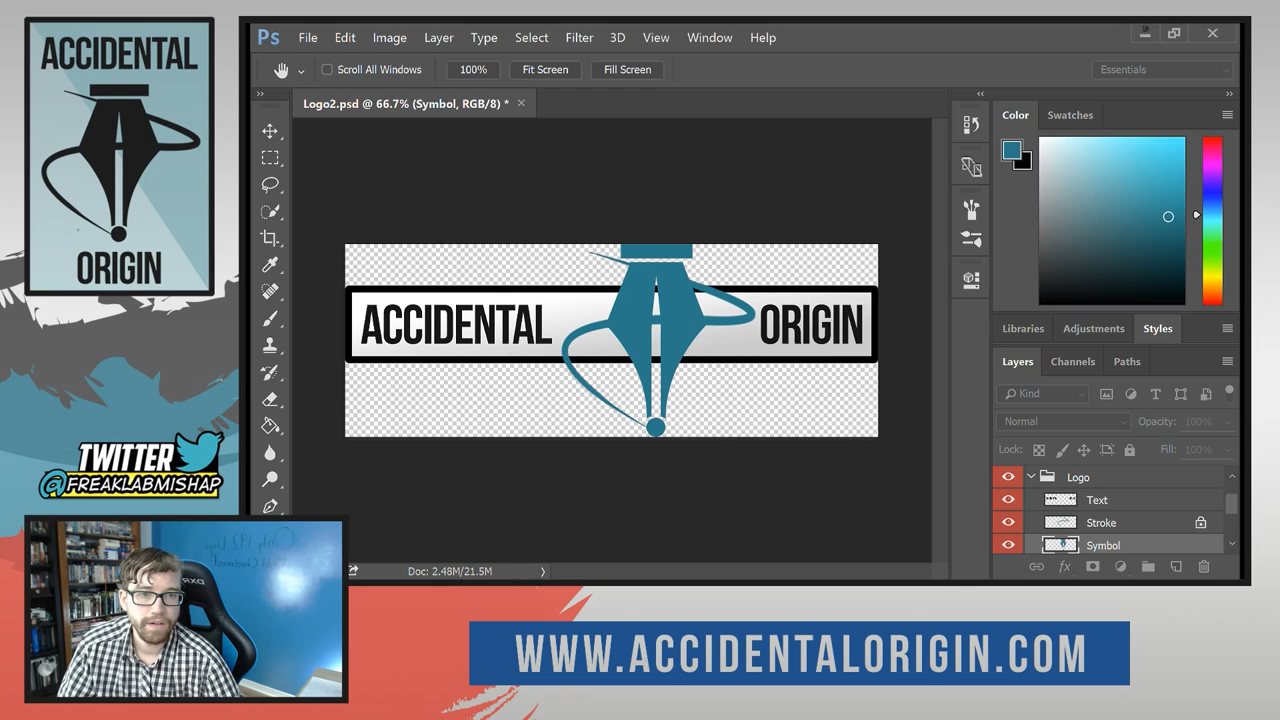 ACCIDENTAL
ORIGIN
TWITTER
@FREAKLABMISHAP
Ps File Edit Image Layer Type Select Filter 3D View Window Help
Scroll All Windows 100% Fit Screen Fill Screen Essentials
Logo2.psd @ 66.7% (Symbol, RGB/8) *
ACCIDENTAL ORIGIN
Doc: 2.48M/21.5M
Color Swatches
Libraries Adjustments Styles
Layers Channels Paths
Kind
Normal Opacity: 100%
Lock: Fill: 100%
Logo
Text
Stroke
Symbol
DXR
WWW.ACCIDENTALORIGIN.COM